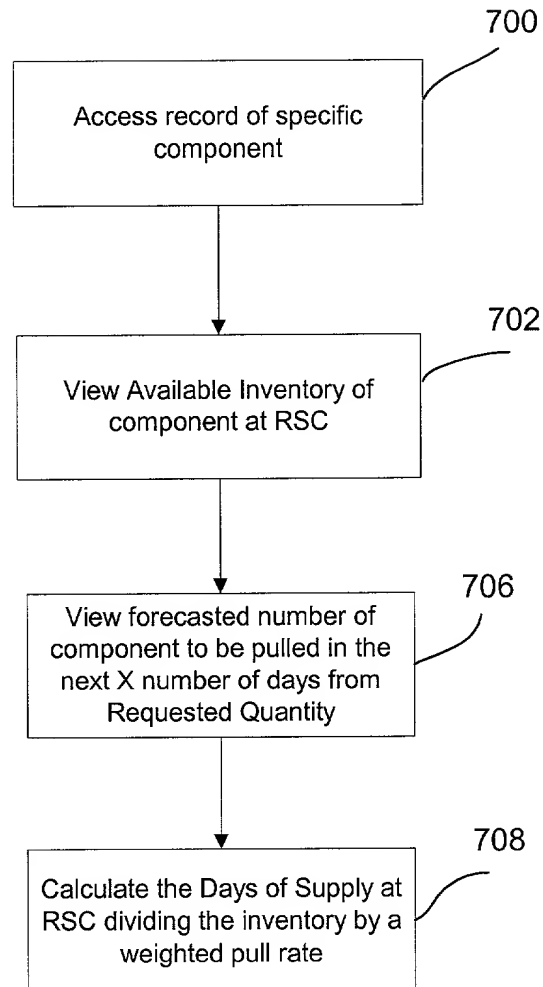 700
Access record of specific
component
702
View Available Inventory of
component at RSC
706
View forecasted number of
component to be pulled in the
next X number of days from
Requested Quantity
708
Calculate the Days of Supply at
RSC dividing the inventory by a
weighted pull rate